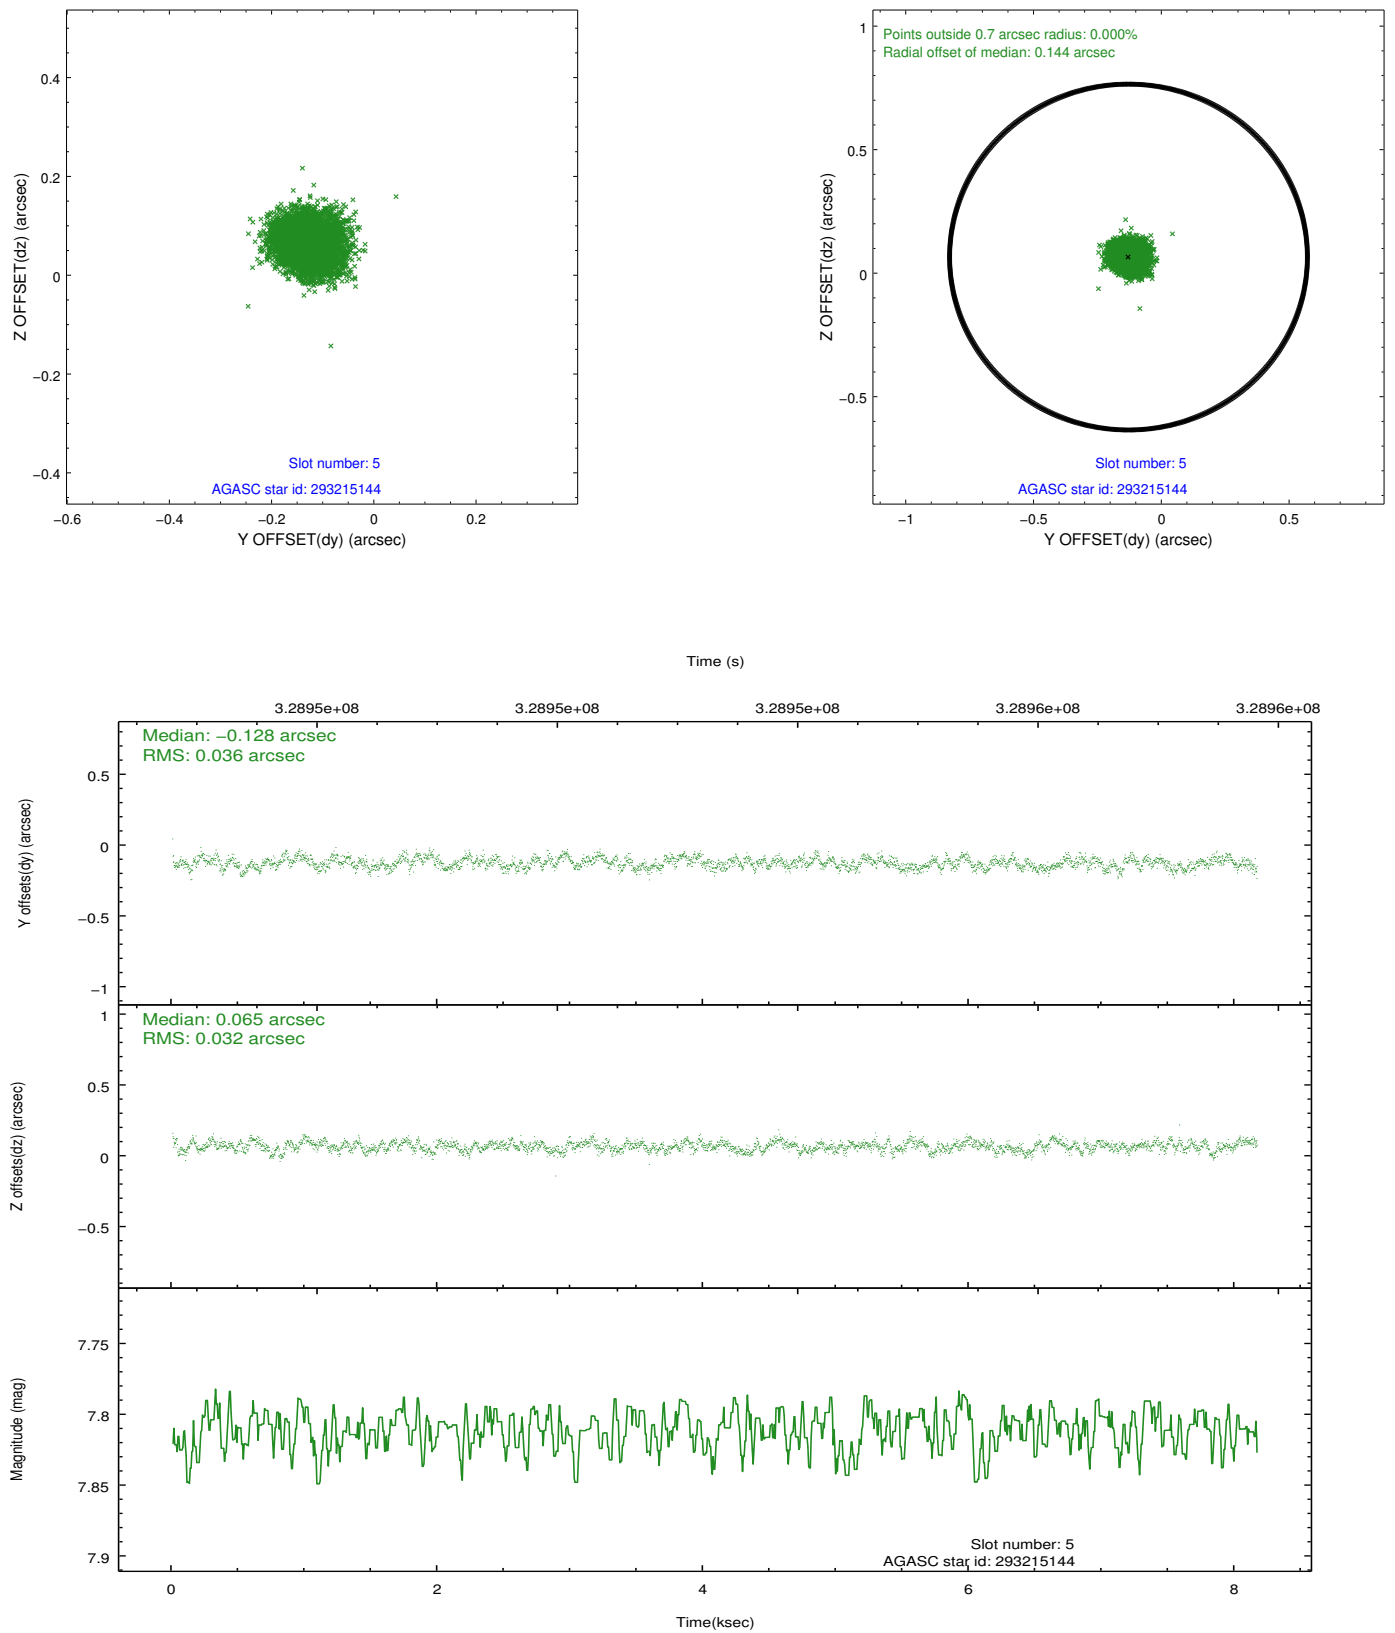 0.4
0.2
0
−0.2
−0.4
Z OFFSET(dz) (arcsec)
Slot number: 5
AGASC star id: 293215144
−0.6 −0.4 −0.2 0 0.2
Y OFFSET(dy) (arcsec)
Points outside 0.7 arcsec radius: 0.000%
Radial offset of median: 0.144 arcsec
1
0.5
0
−0.5
Z OFFSET(dz) (arcsec)
Slot number: 5
AGASC star id: 293215144
−1 −0.5 0 0.5
Y OFFSET(dy) (arcsec)
Time (s)
3.2895e+08 3.2895e+08 3.2895e+08 3.2896e+08 3.2896e+08
Median: −0.128 arcsec
RMS: 0.036 arcsec
0.5
0
−0.5
−1
Y offsets(dy) (arcsec)
Median: 0.065 arcsec
RMS: 0.032 arcsec
1
0.5
0
−0.5
Z offsets(dz) (arcsec)
7.75
7.8
7.85
7.9
Magnitude (mag)
Slot number: 5
AGASC star id: 293215144
0 2 4 6 8
Time(ksec)